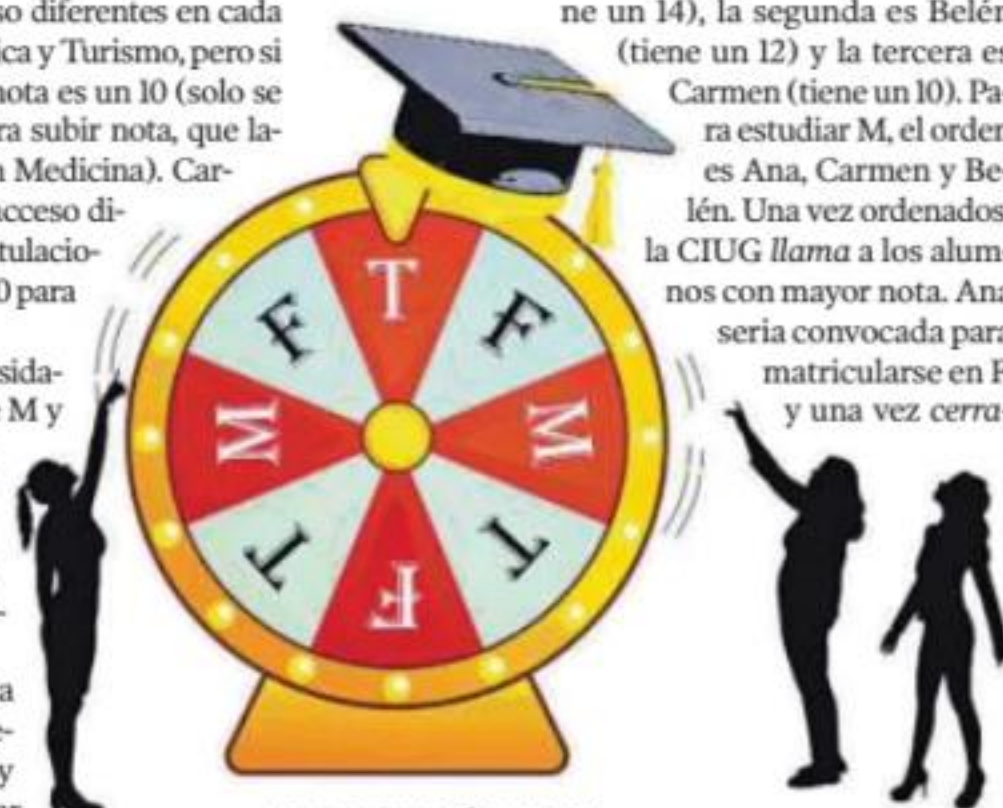 so diferentes en cada
ica y Turismo, pero si
nota es un 10 (solo se
ra subir nota, que la-
n Medicina). Car-
acceso di-
tulacio-
0 para
sida-
e M y
a
e-
y
ne un 14), la segunda es Belén
(tiene un 12) y la tercera es
Carmen (tiene un 10). Pa-
ra estudiar M, el orden
es Ana, Carmen y Be-
lén. Una vez ordenados,
la CIUG llama a los alum-
nos con mayor nota. Ana
seria convocada para
matricularse en F
y una vez cerra-
T
F
M
T
F
T
M
F